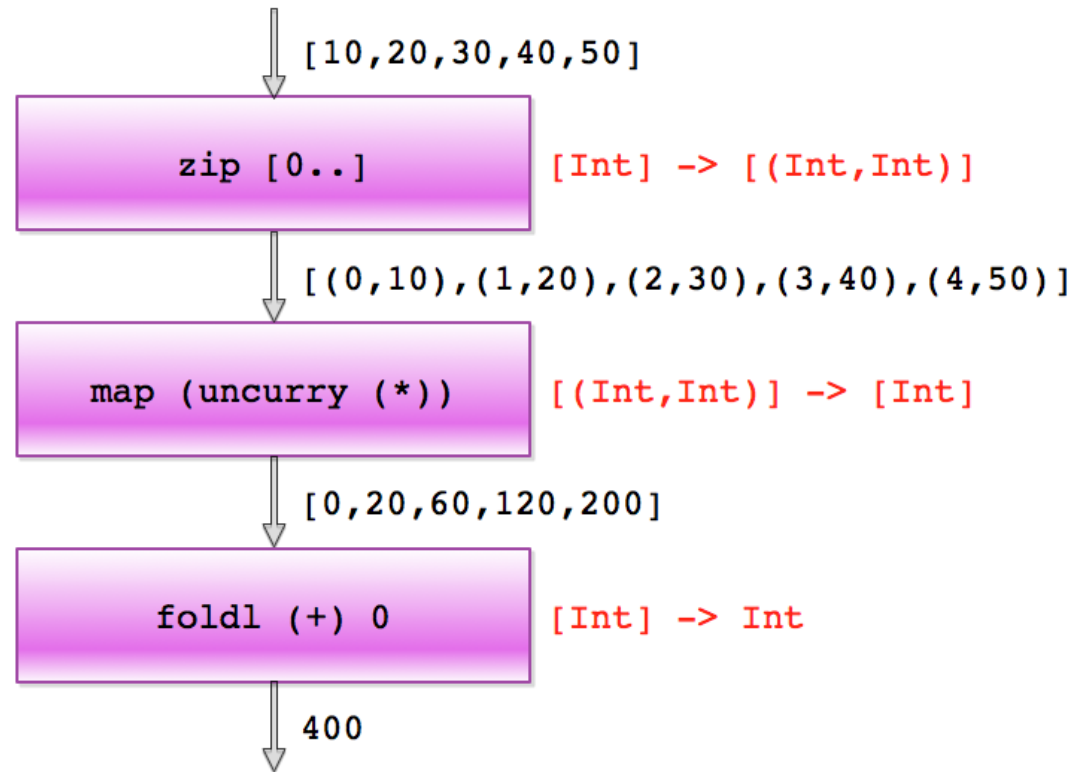 [10,20,30,40,50]
zip [0..]
[Int] -> [(Int,Int)]
[(0,10),(1,20),(2,30),(3,40),(4,50)]
map (uncurry (*))
[(Int,Int)] -> [Int]
[0,20,60,120,200]
foldl (+) 0
[Int] -> Int
400